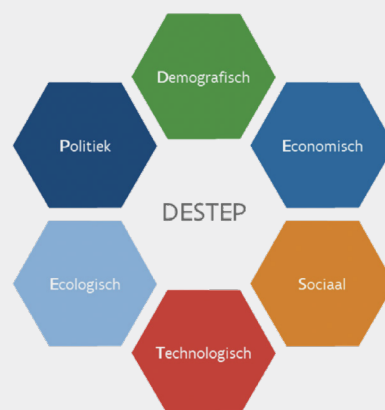 Demografisch
Politiek
Economisch
DESTEP
Ecologisch
Sociaal
Technologisch